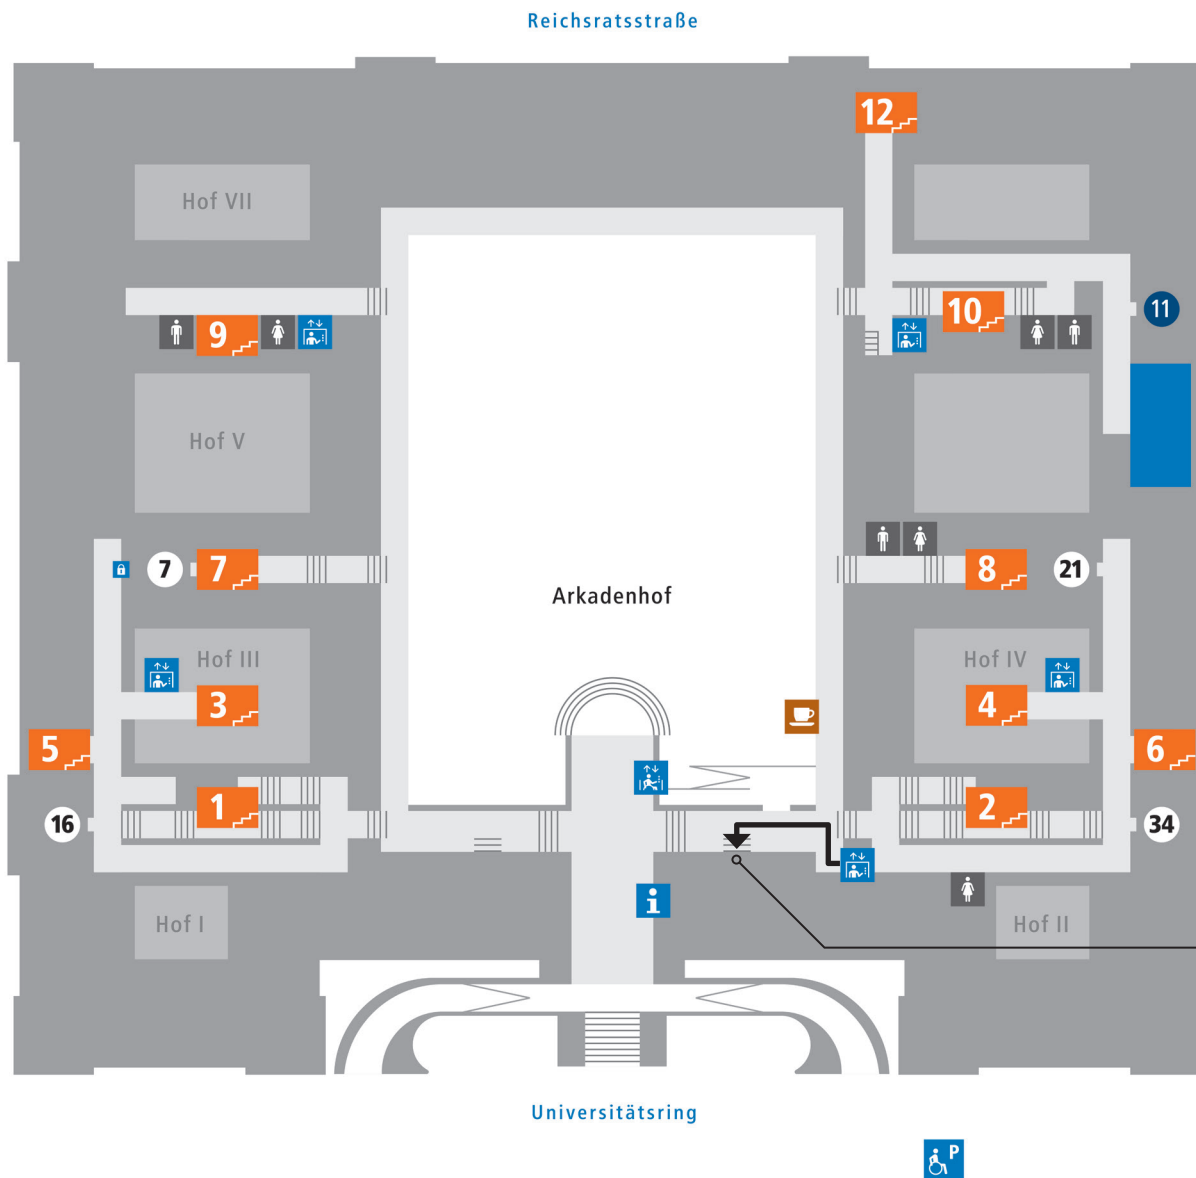 Reichsratsstraße
12
Hof VII
11
10
9
Hof V
7
7
8
21
Arkadenhof
Hof III
Hof IV
3
4
5
6
1
2
16
34
i
Hof I
Hof II
Universitätsring
P